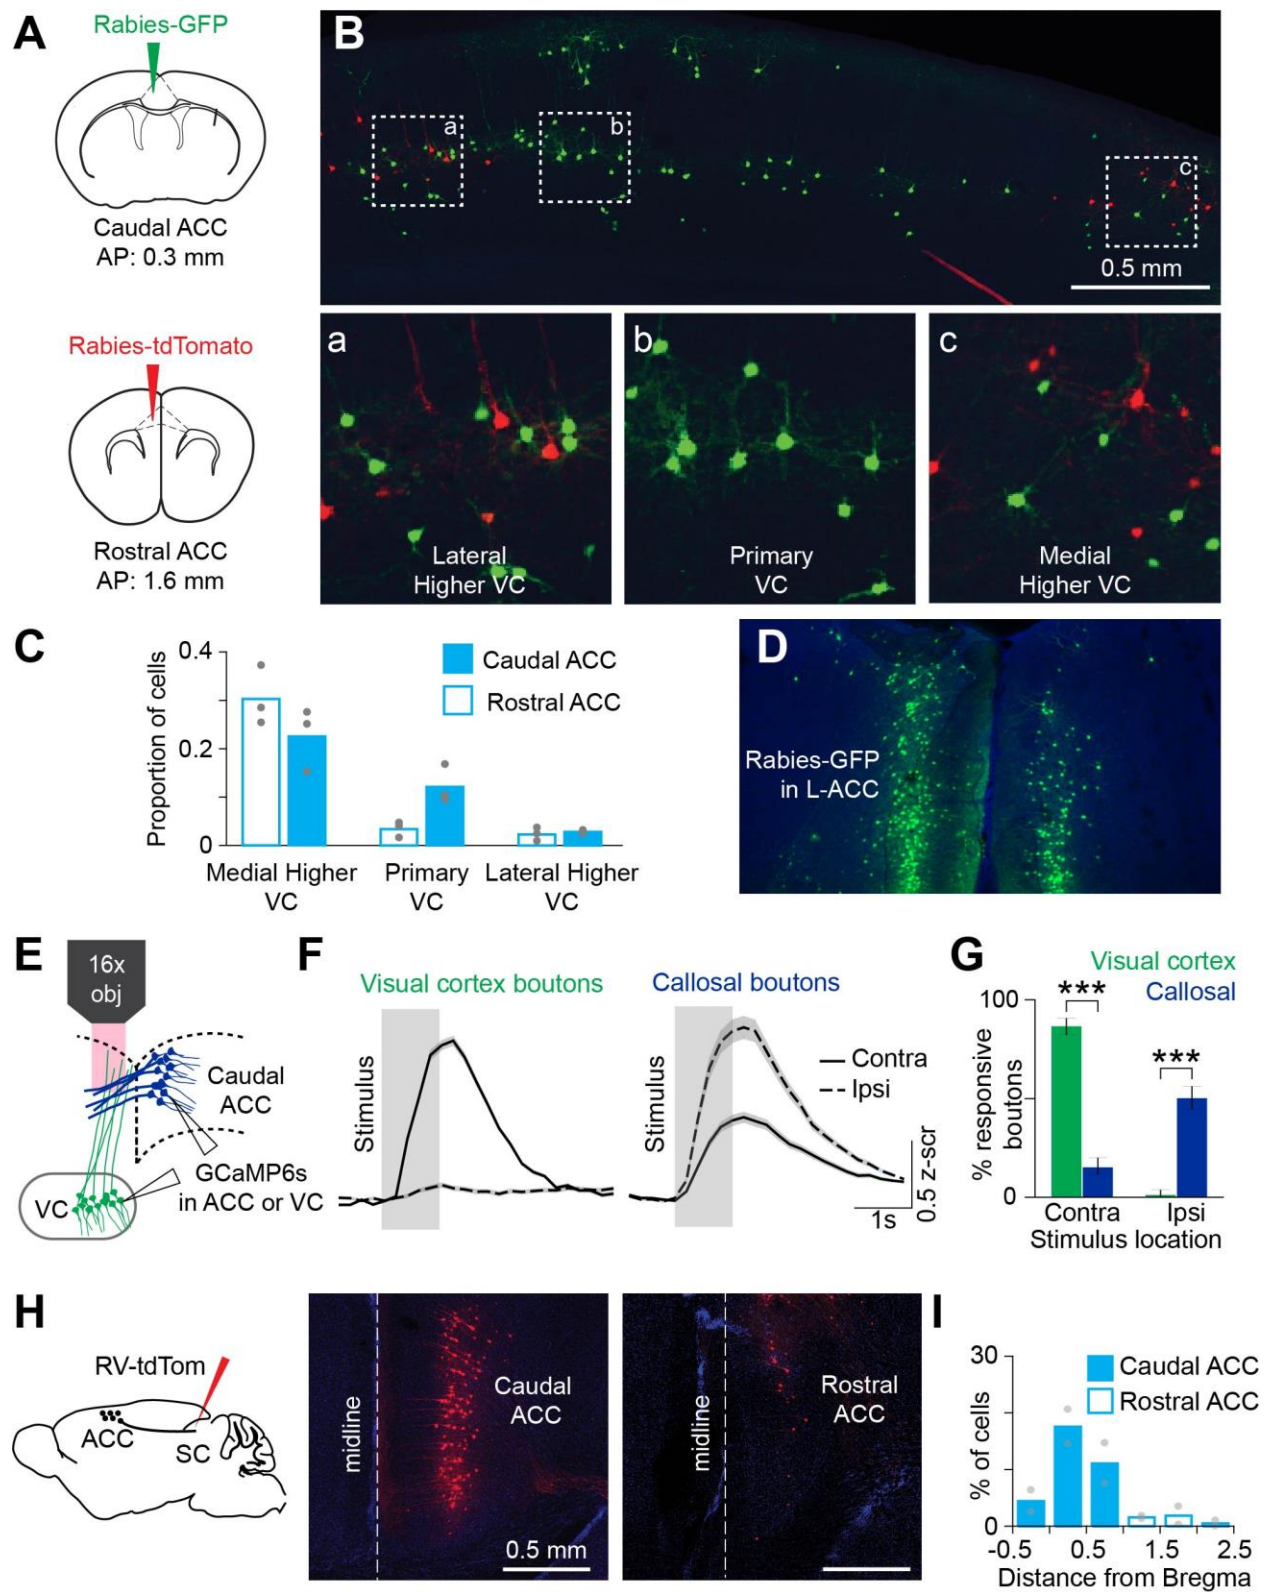 A
Rabies-GFP
Caudal ACC
AP: 0.3 mm
Rabies-tdTomato
Rostral ACC
AP: 1.6 mm
B
a
b
c
0.5 mm
a
Lateral
Higher VC
b
Primary
VC
c
Medial
Higher VC
C
Proportion of cells
0.4
0.2
0
Caudal ACC
Rostral ACC
Medial Higher
VC
Primary
VC
Lateral Higher
VC
D
Rabies-GFP
in L-ACC
E
16x
obj
Caudal
ACC
GCaMP6s
in ACC or VC
VC
F
Visual cortex boutons
Callosal boutons
Stimulus
Stimulus
Contra
Ipsi
0.5 z-scr
1s
G
Visual cortex
Callosal
% responsive
boutons
100
0
***
***
Contra
Ipsi
Stimulus location
H
RV-tdTom
ACC
SC
midline
Caudal
ACC
0.5 mm
midline
Rostral
ACC
I
% of cells
30
0
Caudal ACC
Rostral ACC
-0.5
0.5
1.5
2.5
Distance from Bregma